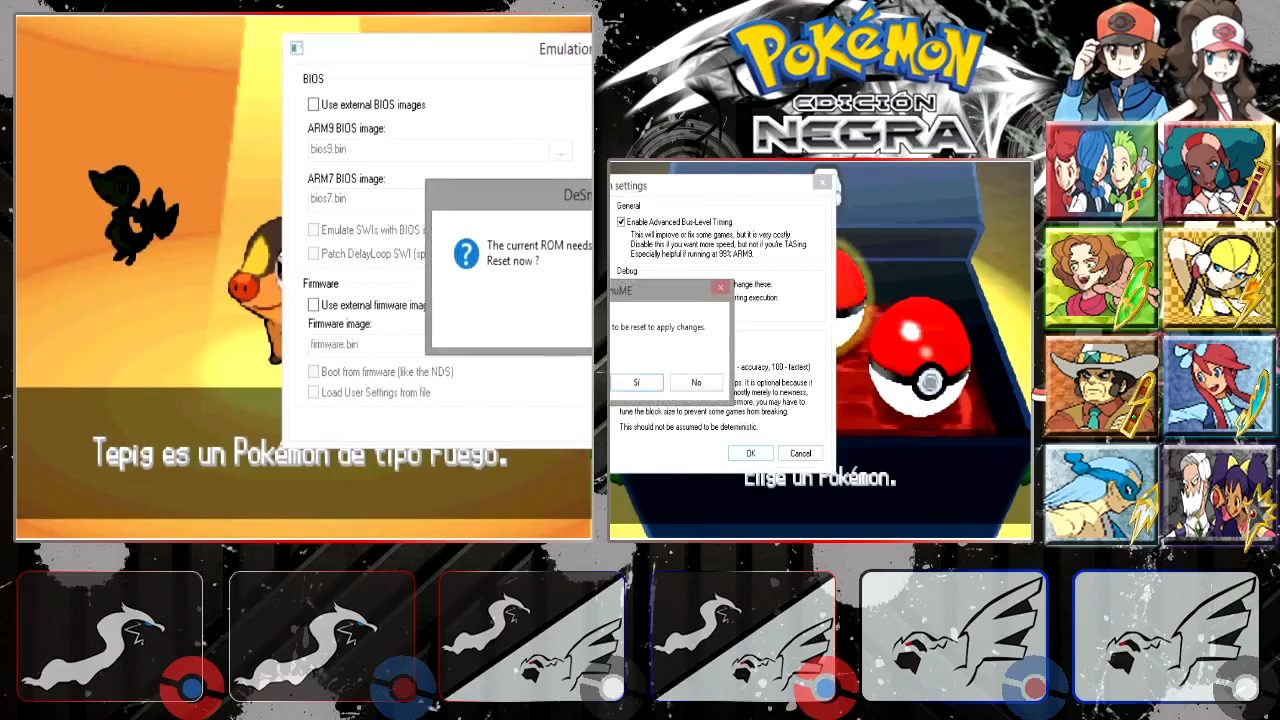 Emulation
BIOS
Use external BIOS images
ARM9 BIOS image:
bios9.bin
...
ARM7 BIOS image:
bios7.bin
Emulate SWIs with BIOS i
Patch DelayLoop SWI (sp
Firmware
Use external firmware imag
Firmware image:
firmware.bin
Boot from firmware (like the NDS)
Load User Settings from file
DeSm
The current ROM needs
Reset now ?
Tepig es un Pokémon de tipo Fuego.
POKÉMON
EDICIÓN
NEGRA
n settings
General
Enable Advanced Bus-Level Timing
This will improve or fix some games, but it is very costly.
Disable this if you want more speed, but not if you're TASing.
Especially helpful if running at 99% ARM9.
Debug
hange these.
rting execution
muME
to be reset to apply changes.
Sí
No
- accuracy, 100 - fastest)
ps. It is optional because it
mostly merely to newness,
ermore, you may have to
tune the block size to prevent some games from breaking.
This should not be assumed to be deterministic.
OK
Cancel
Elige un Pokémon.